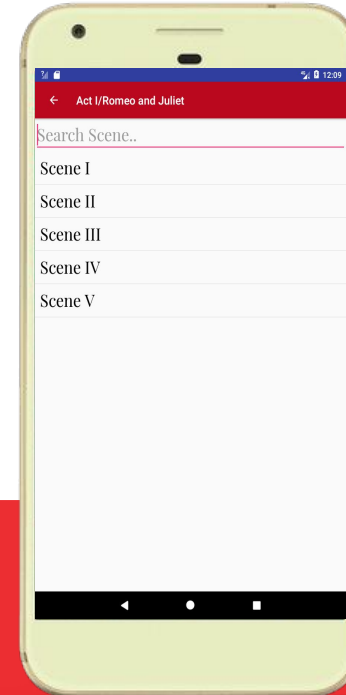 12:09
Act I/Romeo and Juliet
Search Scene..
Scene I
Scene II
Scene III
Scene IV
Scene V